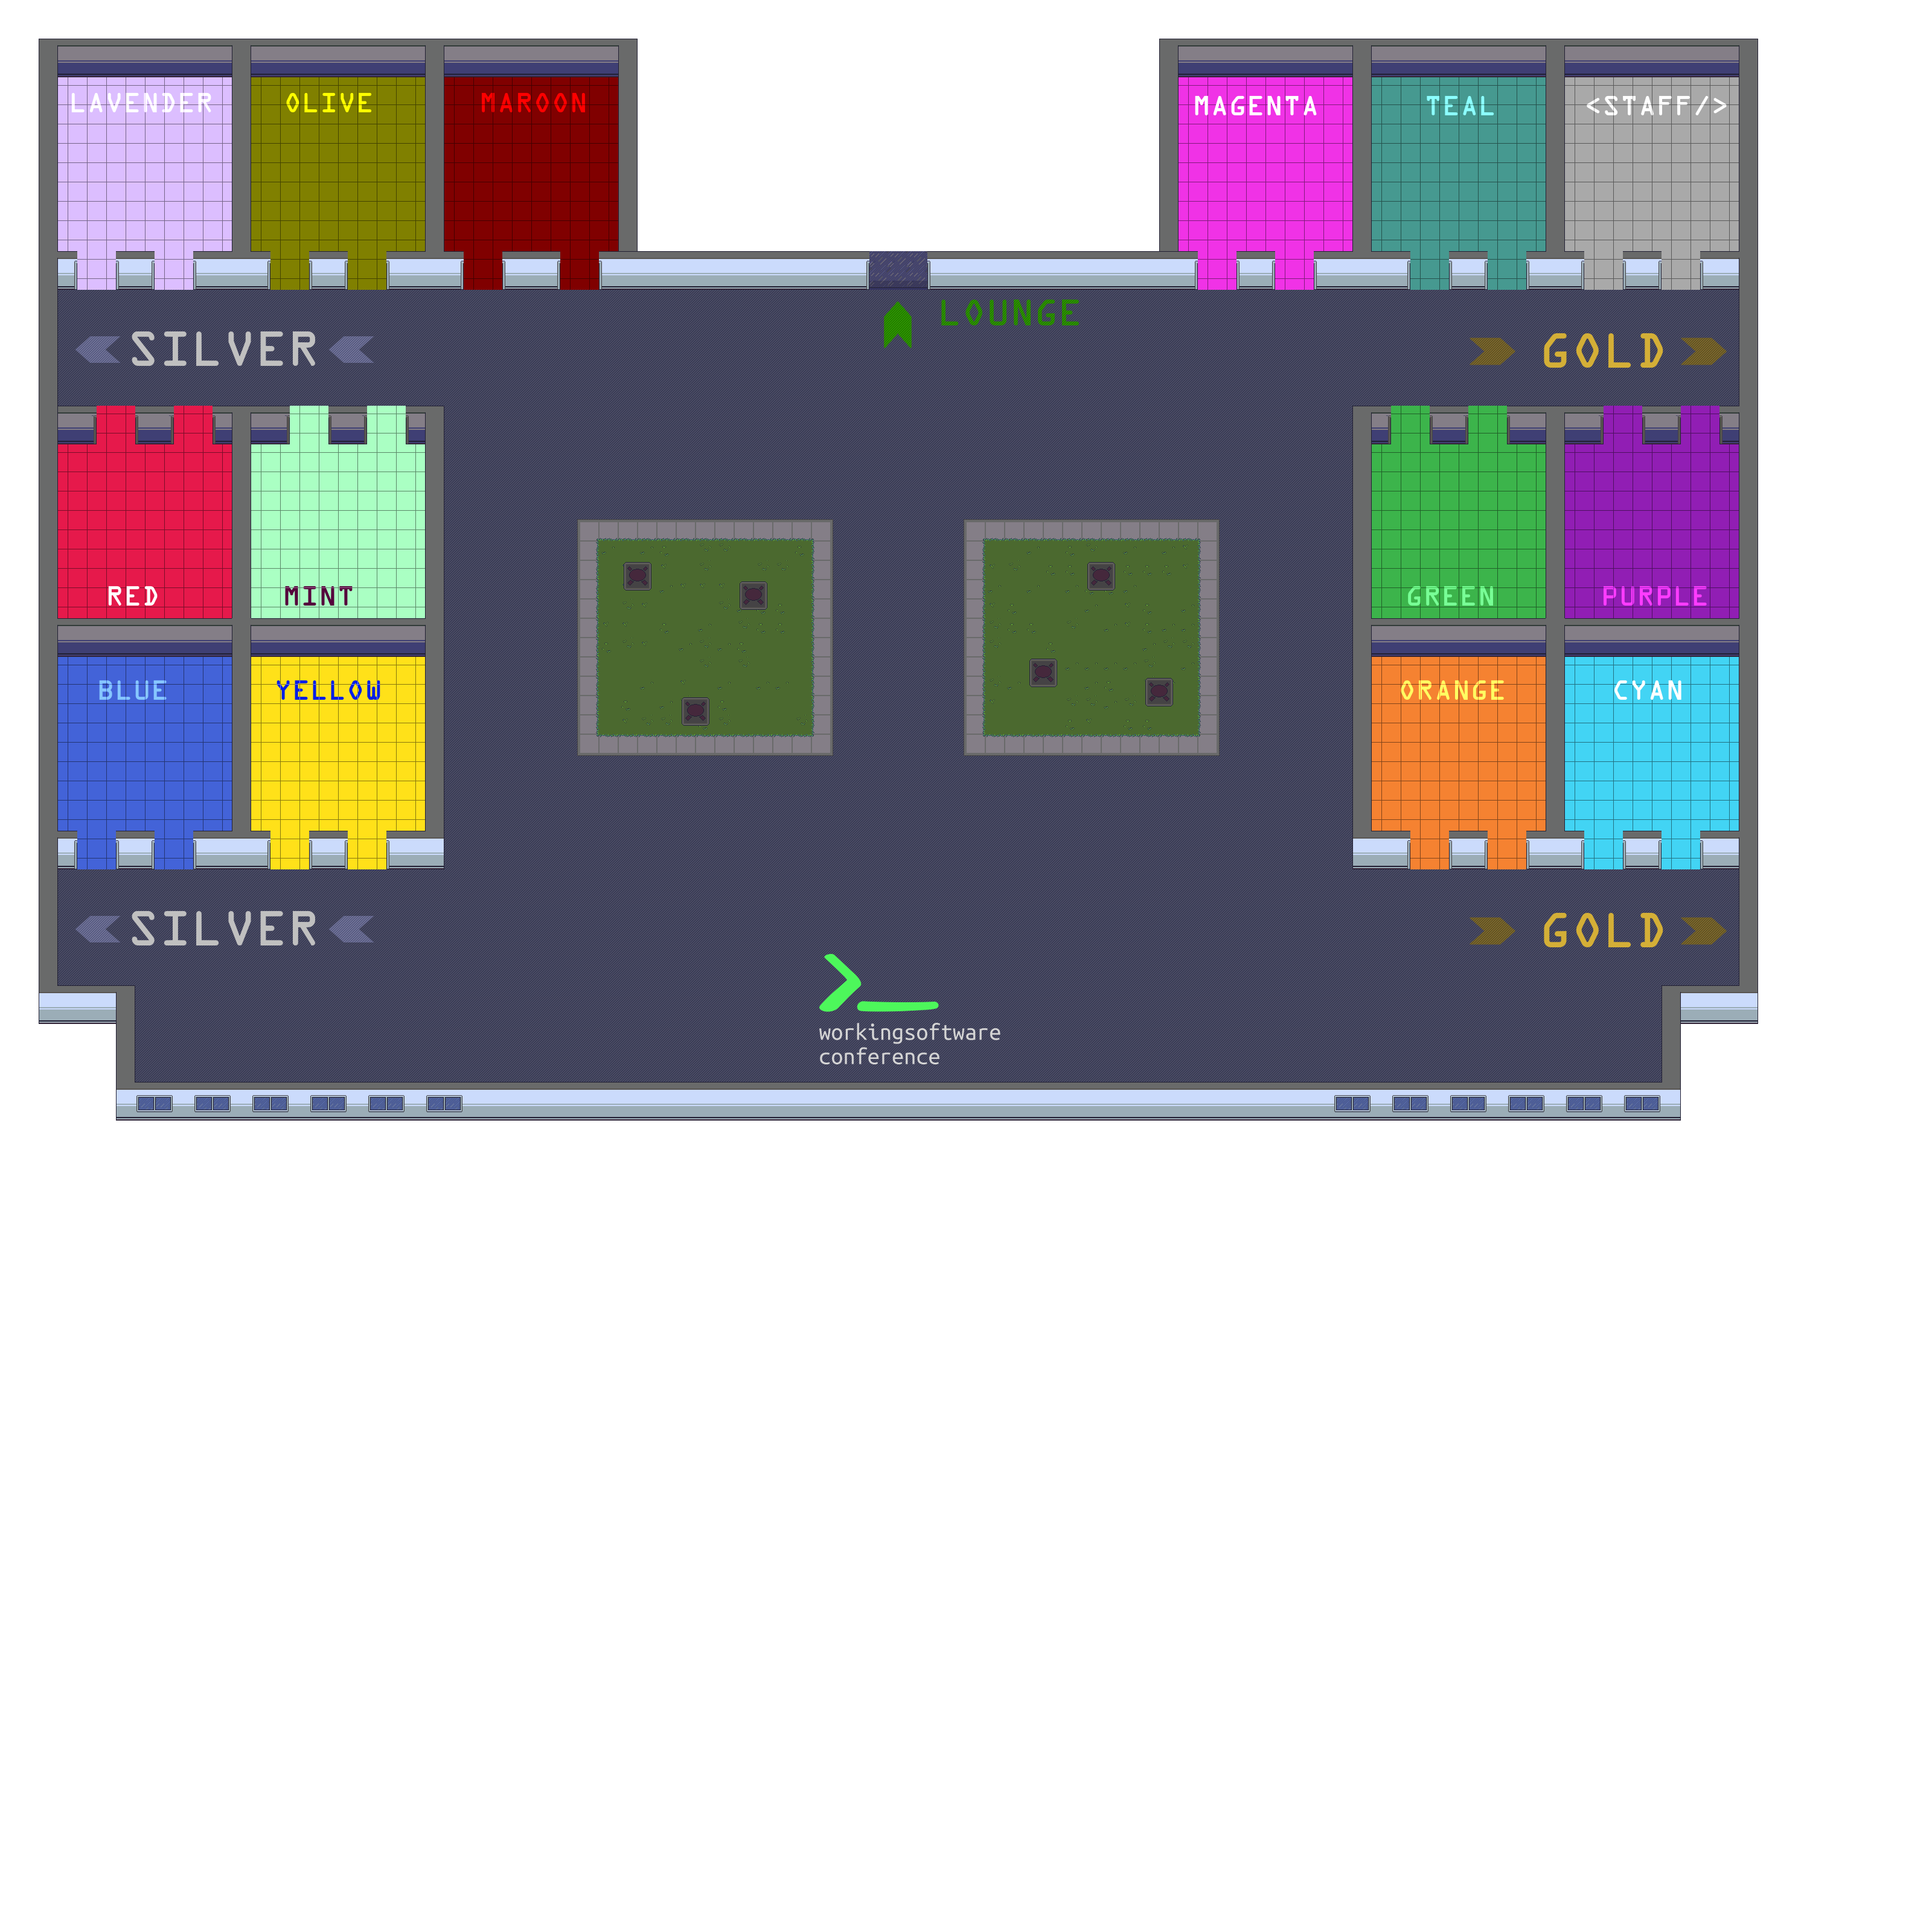 LAVENDER
OLIVE
MAROON
MAGENTA
TEAL
<STAFF/>
LOUNGE
SILVER
GOLD
RED
MINT
GREEN
PURPLE
BLUE
YELLOW
ORANGE
CYAN
SILVER
GOLD
workingsoftware
conference